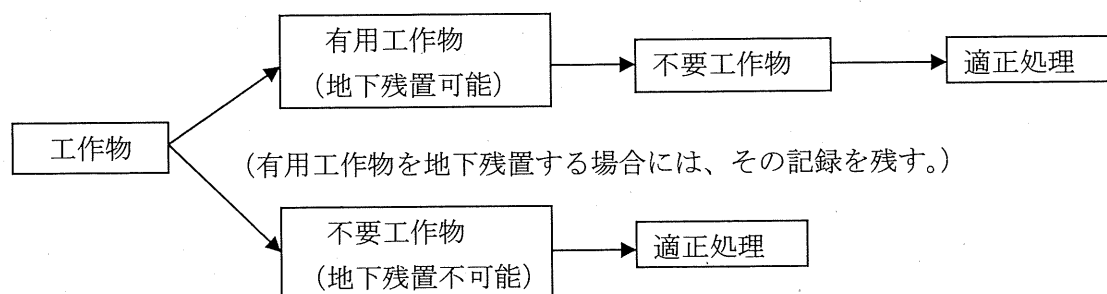 有用工作物
（地下残置可能）
不要工作物
適正処理
工作物
（有用工作物を地下残置する場合には、その記録を残す。）
不要工作物
（地下残置不可能）
適正処理